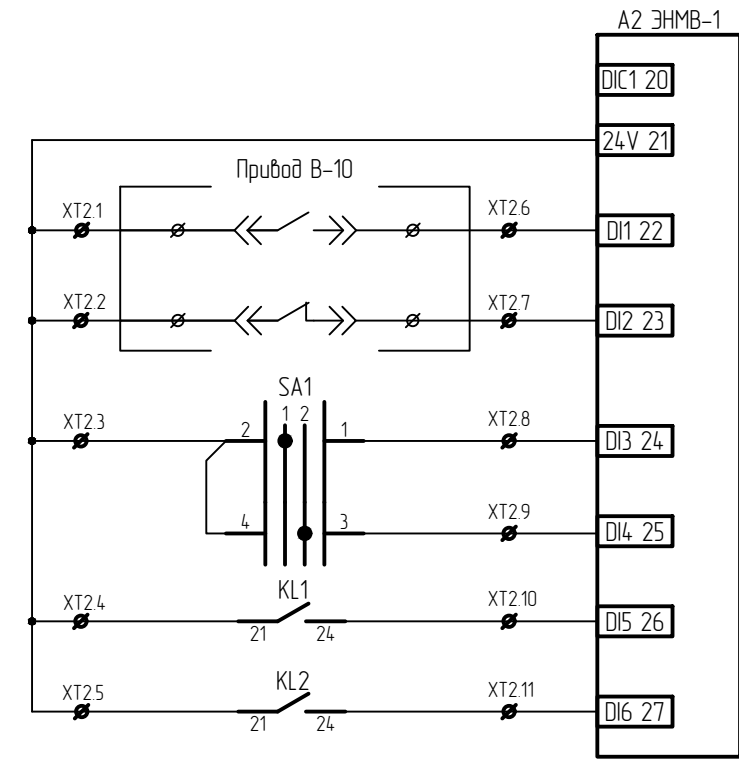 А2 ЭНМВ-1
DIC1 20
24V 21
Привод В-10
XT2.1
XT2.6
DI1 22
XT2.2
XT2.7
DI2 23
SA1
1 2
XT2.3
2
1
XT2.8
DI3 24
4
3
XT2.9
DI4 25
KL1
XT2.4
21
24
XT2.10
DI5 26
KL2
XT2.5
21
24
XT2.11
DI6 27